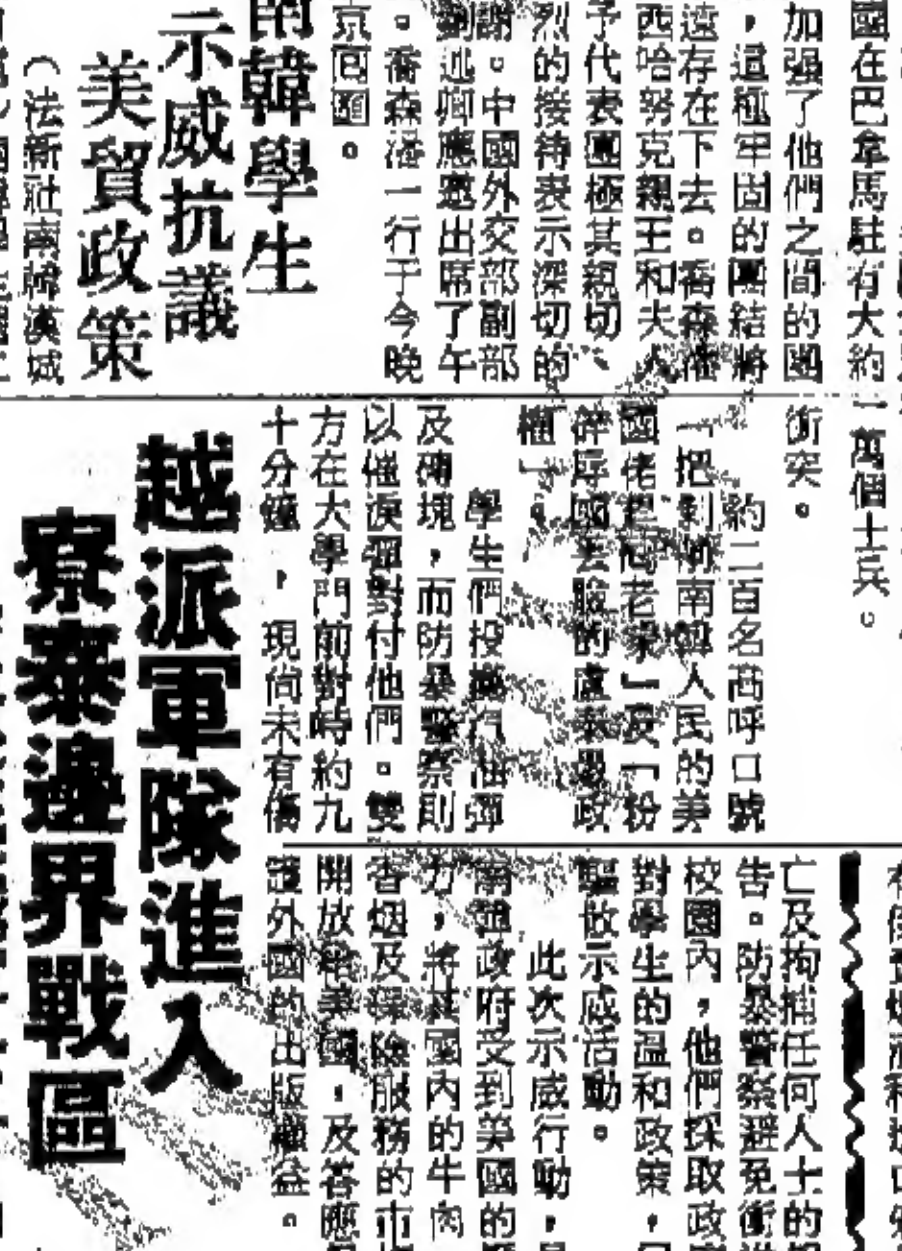 國在巴拿馬駐有大約一萬個士兵。
加强了他們之間的團
，這種牢固的團結將
遠存在下去。喬森潘
西哈努克親王和夫人
予代表團極其親切、
烈的接待表示深切的
謝。中國外交部副部
劉述卿應邀出席了午
。喬森潘一行于今晚
京回國。
南韓學生
示威抗議
美貿政策
（法新社南韓漢城
衝突。
約二百名高呼口號
「把剝削南韓人民的美
國佬趕回老巢」及「粉
碎辱國丟臉的盧泰愚政
權」。
學生們投擲汽油彈
及磚塊，而防暴警察則
以催淚彈對付他們。雙
方在大學門前對峙約九
十分鐘，現尚未有傷
亡及拘捕任何人士的
告。防暴警察避免衝
校園內，他們採取政
對學生的溫和政策，
驅散示威活動。
此次示威行動，
南韓政府受到美國的
力，將其國內的牛肉
香烟及保險服務的市
開放給美國，及答應
護外國的出版權益。
越派軍隊進入
寮泰邊界戰區